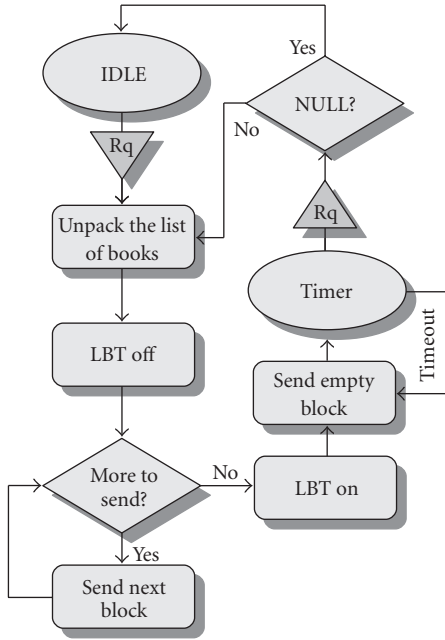 Yes
IDLE
NULL?
No
Rq
Unpack the list
of books
Rq
Timer
Timeout
LBT off
Send empty
block
More to
send?
No
LBT on
Yes
Send next
block